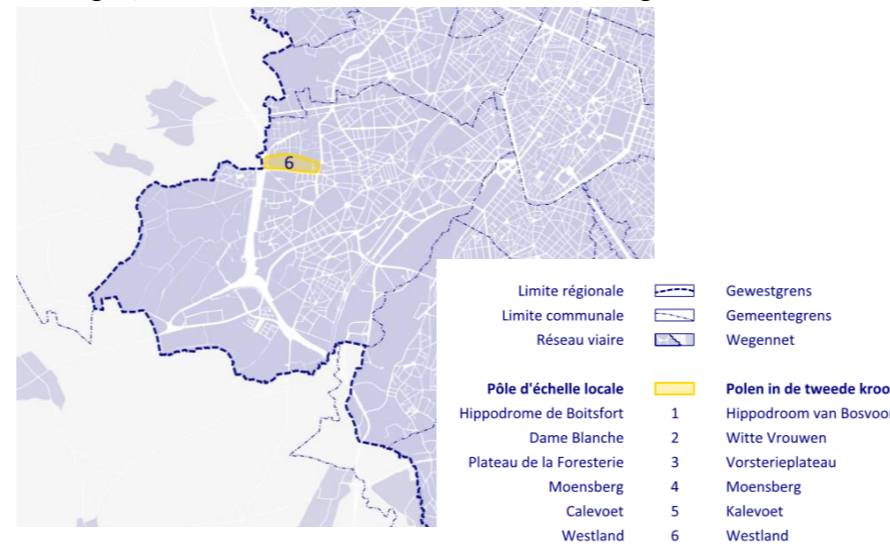 6
Limite régionale Gewestgrens
Limite communale Gemeentegrens
Réseau viaire Wegennet
Pôle d'échelle locale Polen in de tweede kroo
Hippodrome de Boitsfort 1 Hippodroom van Bosvoor
Dame Blanche 2 Witte Vrouwen
Plateau de la Foresterie 3 Vorsterieplateau
Moensberg 4 Moensberg
Calevoet 5 Kalevoet
Westland 6 Westland